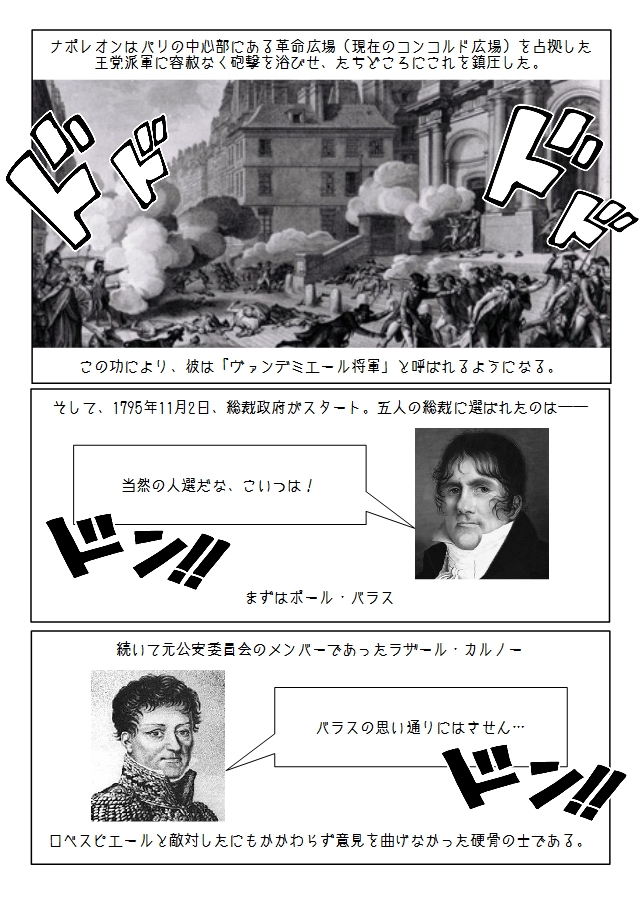 ナポレオンはパリの中心部にある革命広場（現在のコンコルド広場）を占拠した
王党派軍に容赦なく砲撃を浴びせ、たちどころにこれを鎮圧した。
ドド
ドド
この功により、彼は「ヴァンデミエール将軍」と呼ばれるようになる。
そして、1795年11月2日、総裁政府がスタート。五人の総裁に選ばれたのは――
当然の人選だな、こいつは！
ドン!!
まずはポール・バラス
続いて元公安委員会のメンバーであったラザール・カルノー
バラスの思い通りにはさせん…
ドン!!
ロベスピエールと敵対したにもかかわらず意見を曲げなかった硬骨の士である。